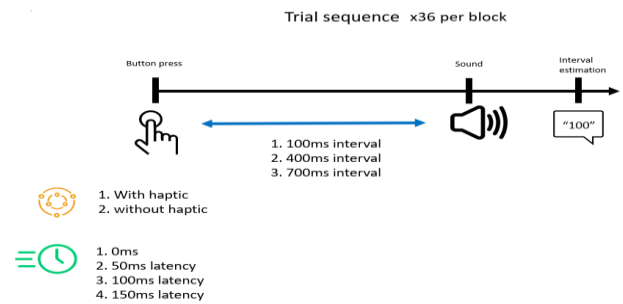 Trial sequence x36 per block
Button press
Sound
Interval
estimation
"100"
1. 100ms interval
2. 400ms interval
3. 700ms interval
1. With haptic
2. without haptic
1. 0ms
2. 50ms latency
3. 100ms latency
4. 150ms latency